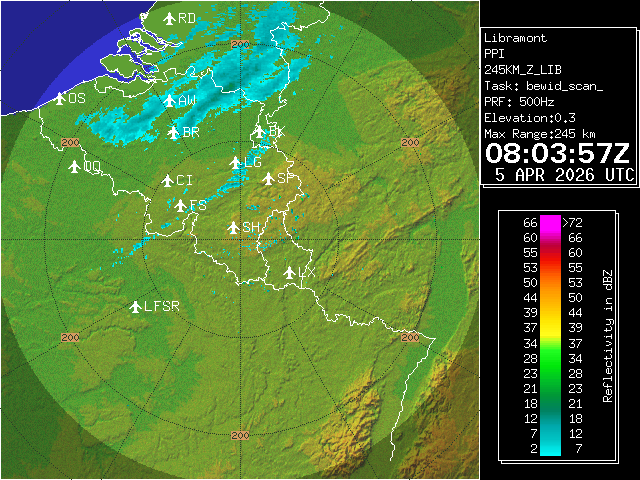 RD
200
OS
AW
BR
BK
200
200
QQ
LG
CI
SP
FS
SH
LX
LFSR
200
200
200
Libramont
PPI
245KM_Z_LIB
Task: bewid_scan_
PRF: 500Hz
Elevation:0.3
Max Range:245 km
08:03:57Z
5 APR 2026 UTC
66 >72
60 66
55 60
53 55
50 53
44 50
39 44
37 39
34 37
28 34
23 28
21 23
18 21
12 18
7 12
2 7
Reflectivity in dBZ